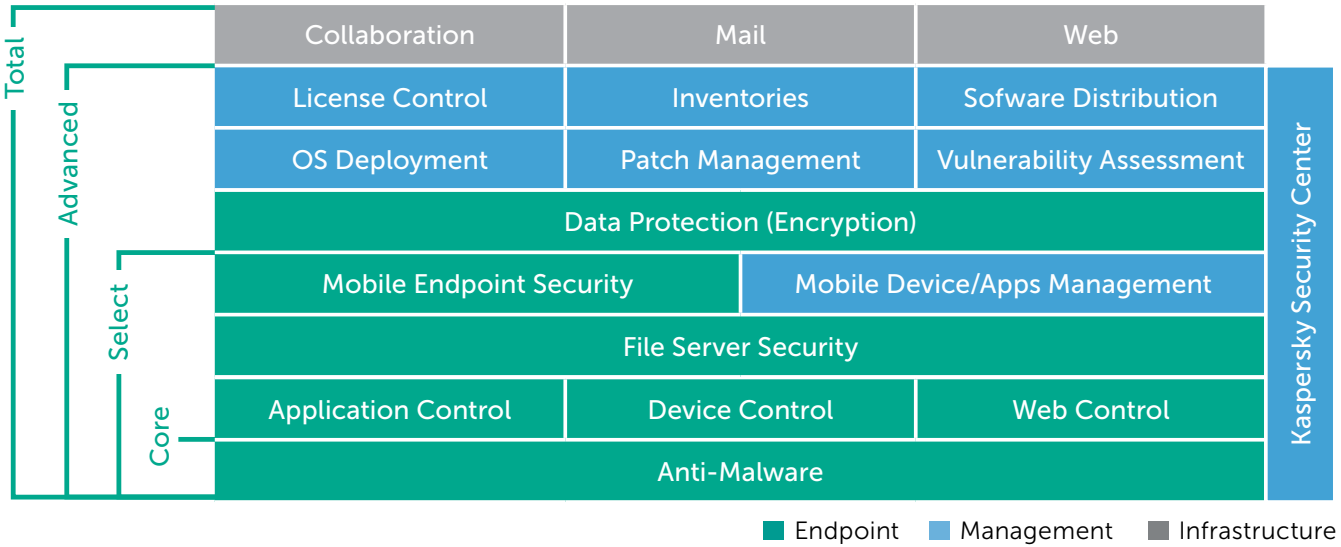 Total
Advanced
Select
Core
Collaboration Mail Web
License Control Inventories Sofware Distribution
OS Deployment Patch Management Vulnerability Assessment
Data Protection (Encryption)
Mobile Endpoint Security Mobile Device/Apps Management
File Server Security
Application Control Device Control Web Control
Anti-Malware
Kaspersky Security Center
Endpoint Management Infrastructure